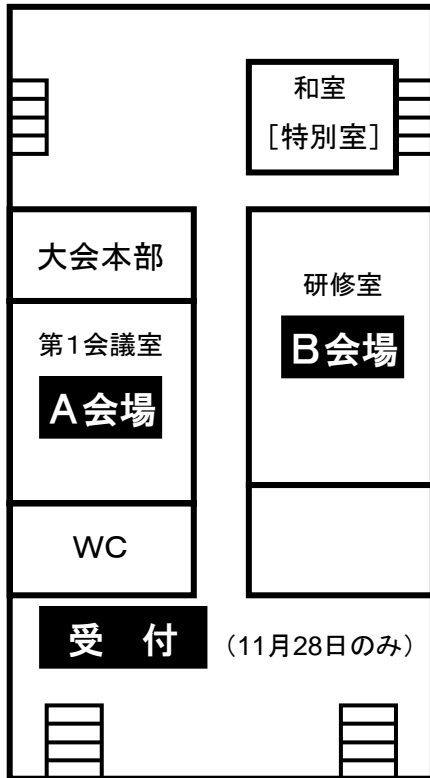 和室
［特別室］
大会本部
研修室
B会場
第1会議室
A会場
WC
受　付
（11月28日のみ）